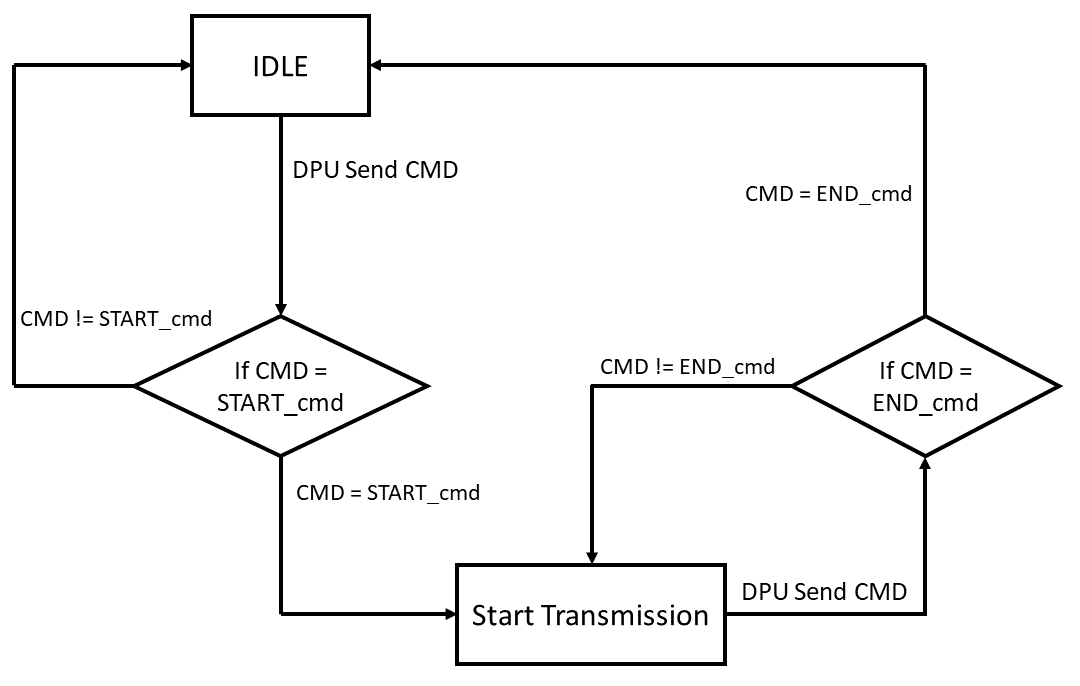 IDLE
DPU Send CMD
CMD = END_cmd
CMD != START_cmd
If CMD =
START_cmd
CMD != END_cmd
If CMD =
END_cmd
CMD = START_cmd
Start Transmission
DPU Send CMD